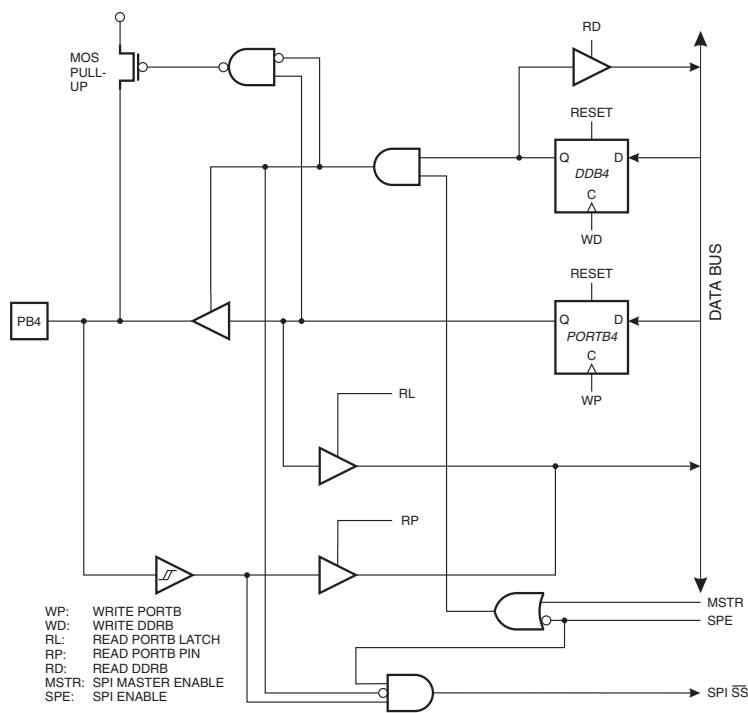 RD
MOS
PULL-
UP
RESET
Q D
DDB4
C
WD
RESET
DATA BUS
PB4
Q D
PORTB4
C
WP
RL
RP
WP: WRITE PORTB
WD: WRITE DDRB
RL: READ PORTB LATCH
RP: READ PORTB PIN
RD: READ DDRB
MSTR: SPI MASTER ENABLE
SPE: SPI ENABLE
MSTR
SPE
SPI S̅S̅